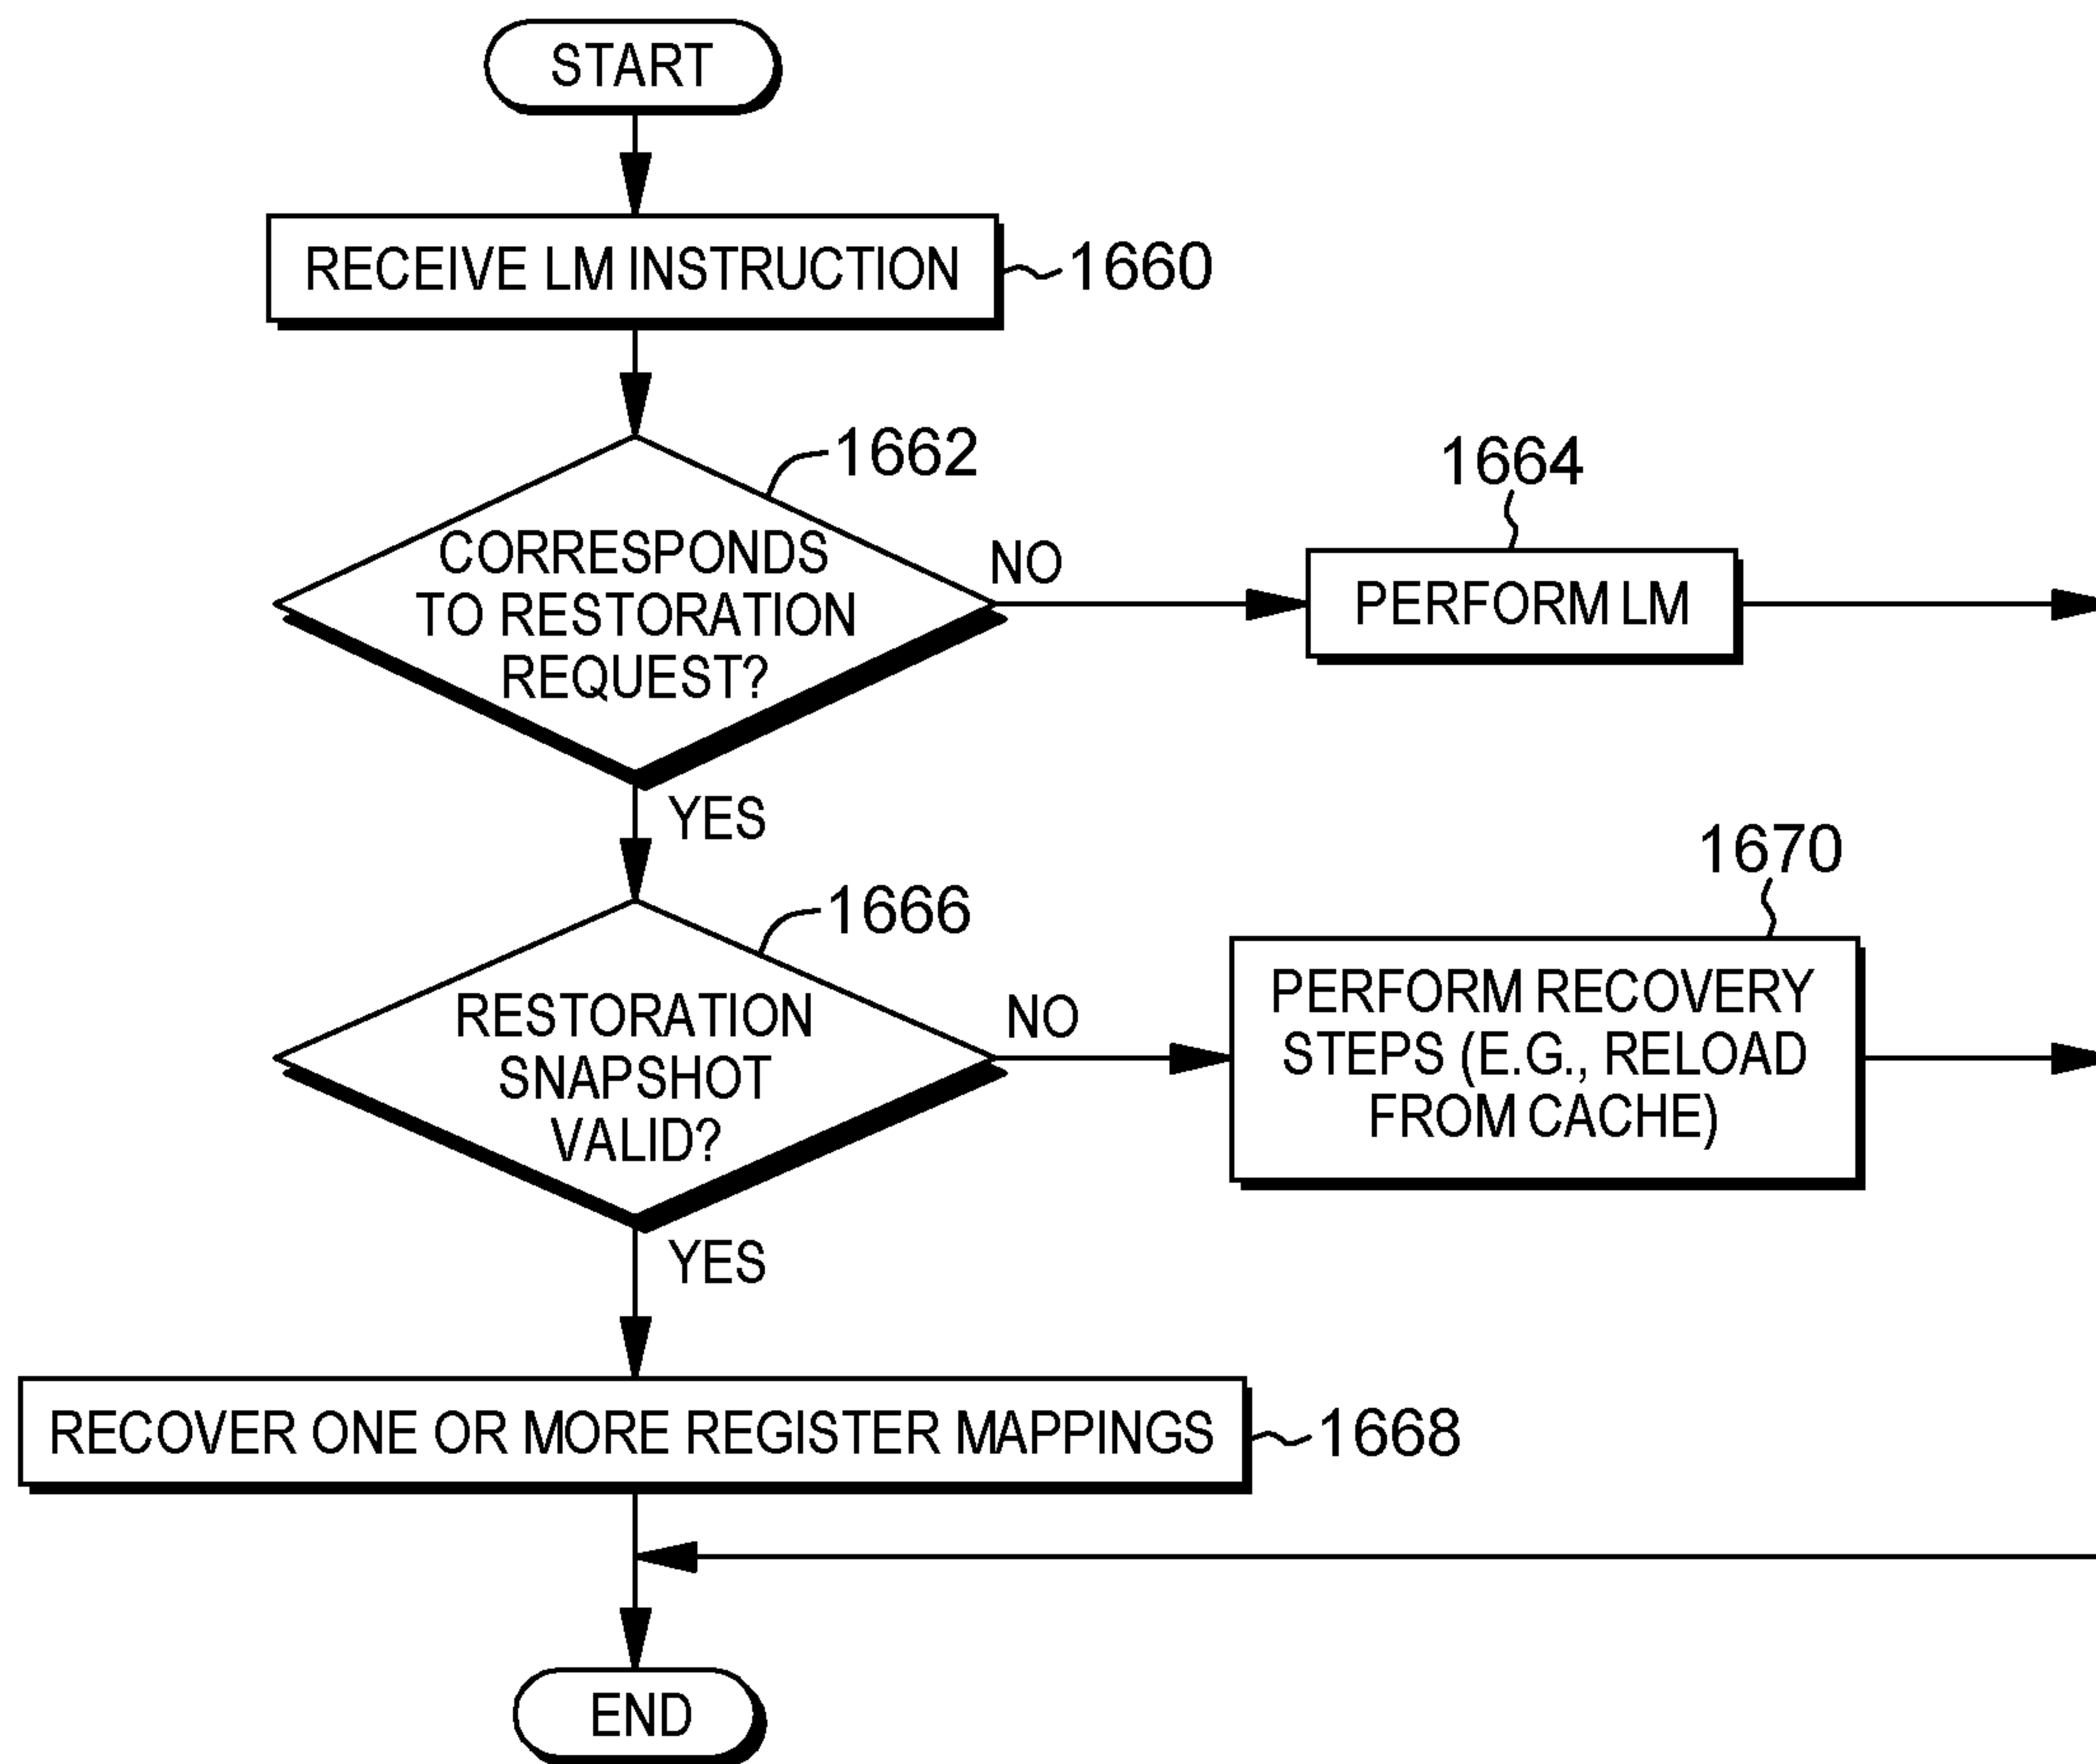 START
RECEIVE LM INSTRUCTION
1660
1662
CORRESPONDS
TO RESTORATION
REQUEST?
NO
1664
PERFORM LM
YES
1666
RESTORATION
SNAPSHOT
VALID?
NO
1670
PERFORM RECOVERY
STEPS (E.G., RELOAD
FROM CACHE)
YES
RECOVER ONE OR MORE REGISTER MAPPINGS
1668
END